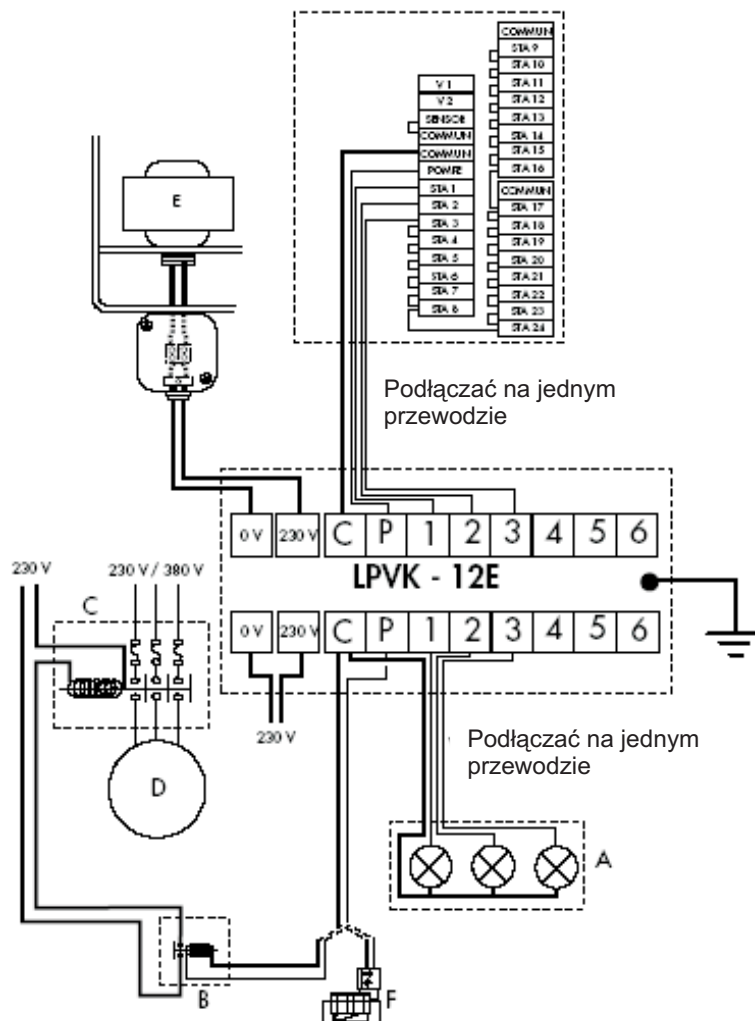 COMMUN
STA 9
STA 10
STA 11
STA 12
STA 13
STA 14
STA 15
STA 16
COMMUN
STA 17
STA 18
STA 19
STA 20
STA 21
STA 22
STA 23
STA 24
V 1
V 2
SENSOR
COMMUN
COMMUN
POMPE
STA 1
STA 2
STA 3
STA 4
STA 5
STA 6
STA 7
STA 8
E
Podłączać na jednym
przewodzie
0 V 230 V C P 1 2 3 4 5 6
LPVK - 12E
0 V 230 V C P 1 2 3 4 5 6
230 V
230 V / 380 V
C
D
230 V
Podłączać na jednym
przewodzie
A
B
F